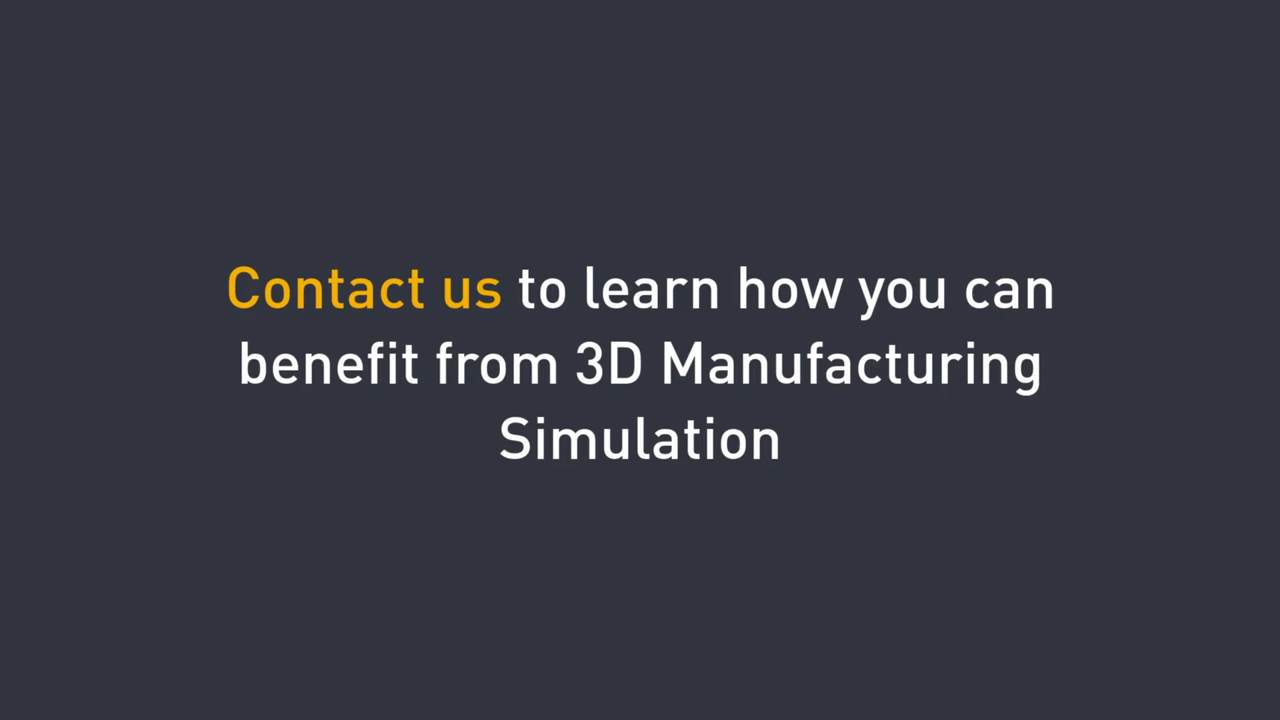 Contact us to learn how you can
benefit from 3D Manufacturing
Simulation